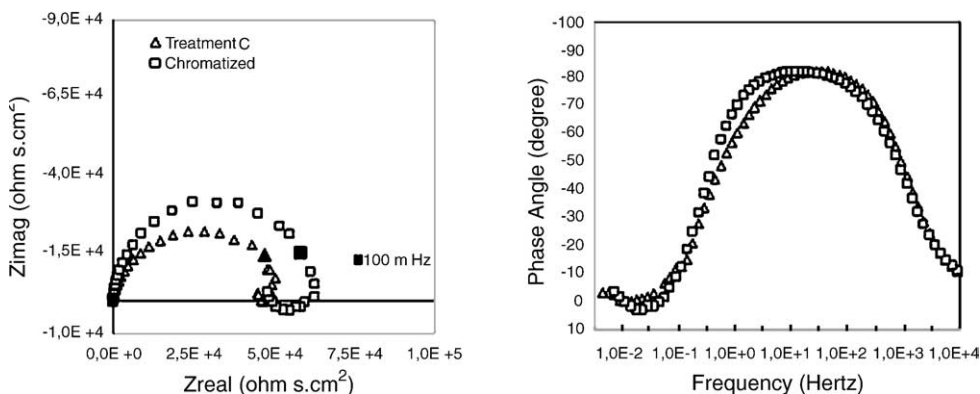 -9,0E +4
-6,5E +4
-4,0E +4
-1,5E +4
-1,0E +4
Zimag (ohm s.cm²)
Treatment C
Chromatized
100 m Hz
0,0E+0
2,5E+4
5,0E+4
7,5E+4
1,0E+5
Zreal (ohm s.cm²)
-100
-90
-80
-70
-60
-50
-40
-30
-20
-10
0
10
Phase Angle (degree)
1,0E-2
1,0E-1
1,0E+0
1,0E+1
1,0E+2
1,0E+3
1,0E+4
Frequency (Hertz)